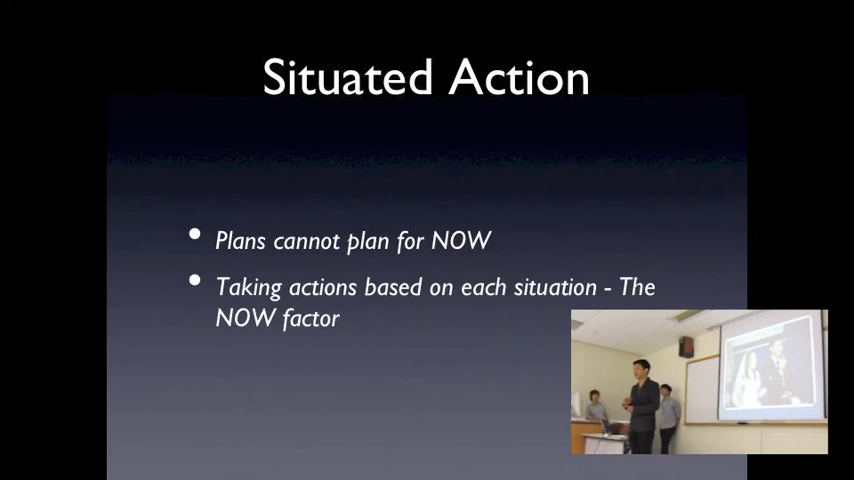 Situated Action
• Plans cannot plan for NOW
• Taking actions based on each situation - The
NOW factor